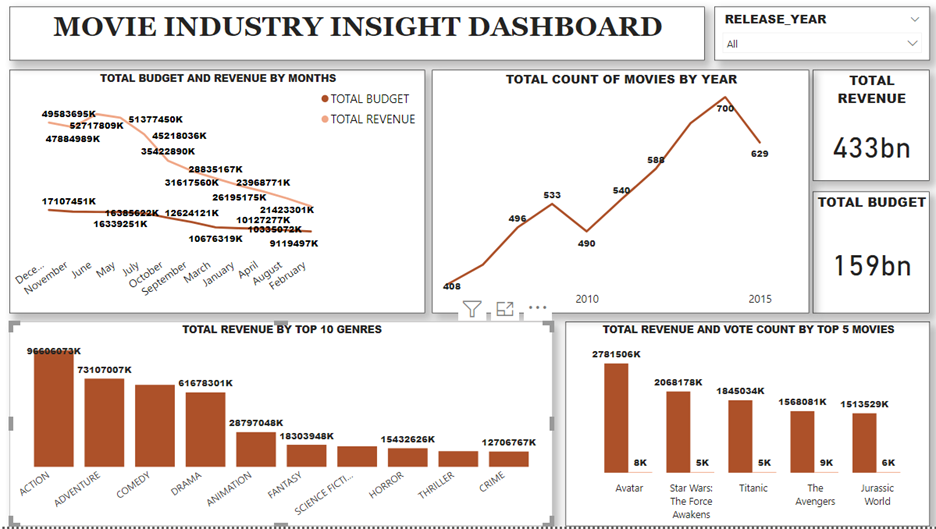 MOVIE INDUSTRY INSIGHT DASHBOARD
RELEASE_YEAR
All
TOTAL BUDGET AND REVENUE BY MONTHS
TOTAL BUDGET
TOTAL REVENUE
49583695K
52717809K
47884989K
51377450K
45218036K
35422890K
28835167K
31617560K
23968771K
26195175K
21423301K
17107451K
16385622K
16339251K
12624121K
10676319K
10127277K
10335072K
9119497K
Dece...
November
June
May
July
October
September
March
January
April
August
February
TOTAL COUNT OF MOVIES BY YEAR
408
496
533
490
540
588
700
629
2010
2015
TOTAL
REVENUE
433bn
TOTAL BUDGET
159bn
TOTAL REVENUE BY TOP 10 GENRES
96606073K
73107007K
61678301K
28797048K
18303948K
15432626K
12706767K
ACTION
ADVENTURE
COMEDY
DRAMA
ANIMATION
FANTASY
SCIENCE FICTI...
HORROR
THRILLER
CRIME
TOTAL REVENUE AND VOTE COUNT BY TOP 5 MOVIES
2781506K
2068178K
1845034K
1568081K
1513529K
8K
5K
5K
9K
6K
Avatar
Star Wars:
The Force
Awakens
Titanic
The
Avengers
Jurassic
World